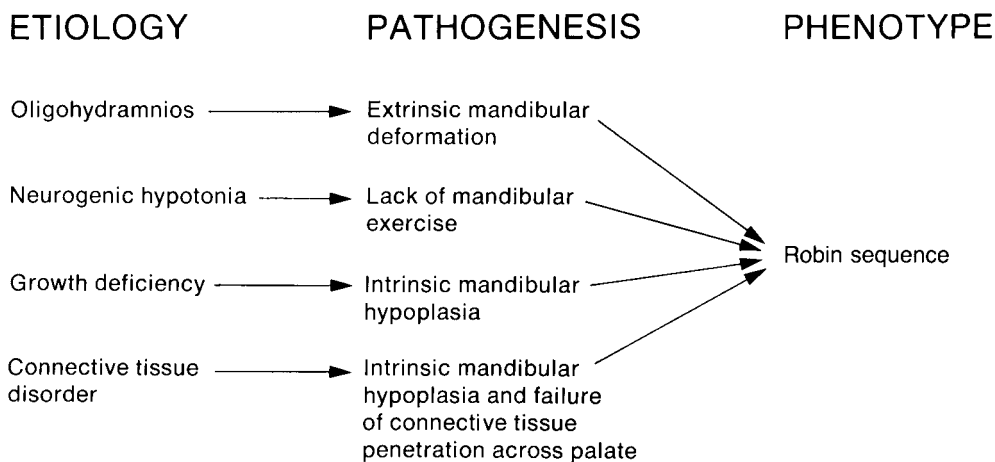 ETIOLOGY PATHOGENESIS PHENOTYPE
Oligohydramnios
Extrinsic mandibular
deformation
Neurogenic hypotonia
Lack of mandibular
exercise
Robin sequence
Growth deficiency
Intrinsic mandibular
hypoplasia
Connective tissue
disorder
Intrinsic mandibular
hypoplasia and failure
of connective tissue
penetration across palate